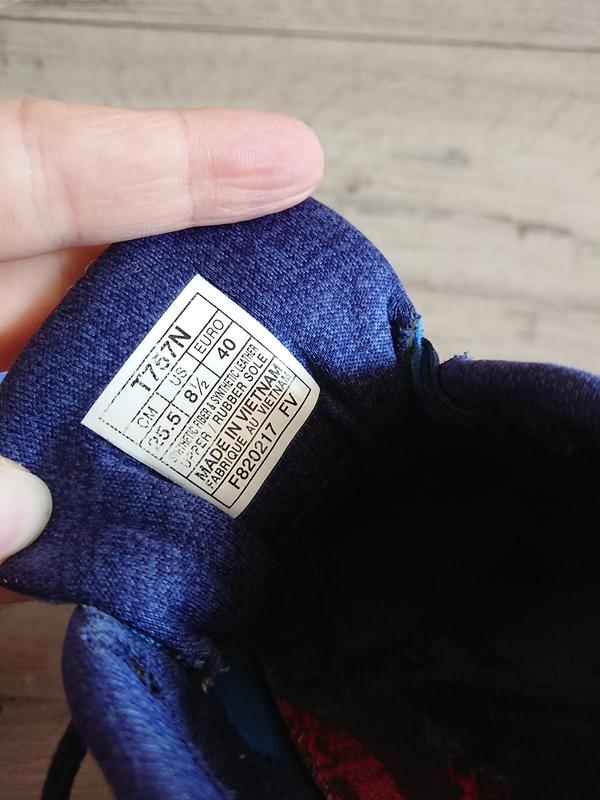 T757N
CM US EURO
25.5 8½ 40
SYNTHETIC FIBER & SYNTHETIC LEATHER
UPPER RUBBER SOLE
MADE IN VIETNAM
FABRIQUE AU VIETNAM
F820217 FV